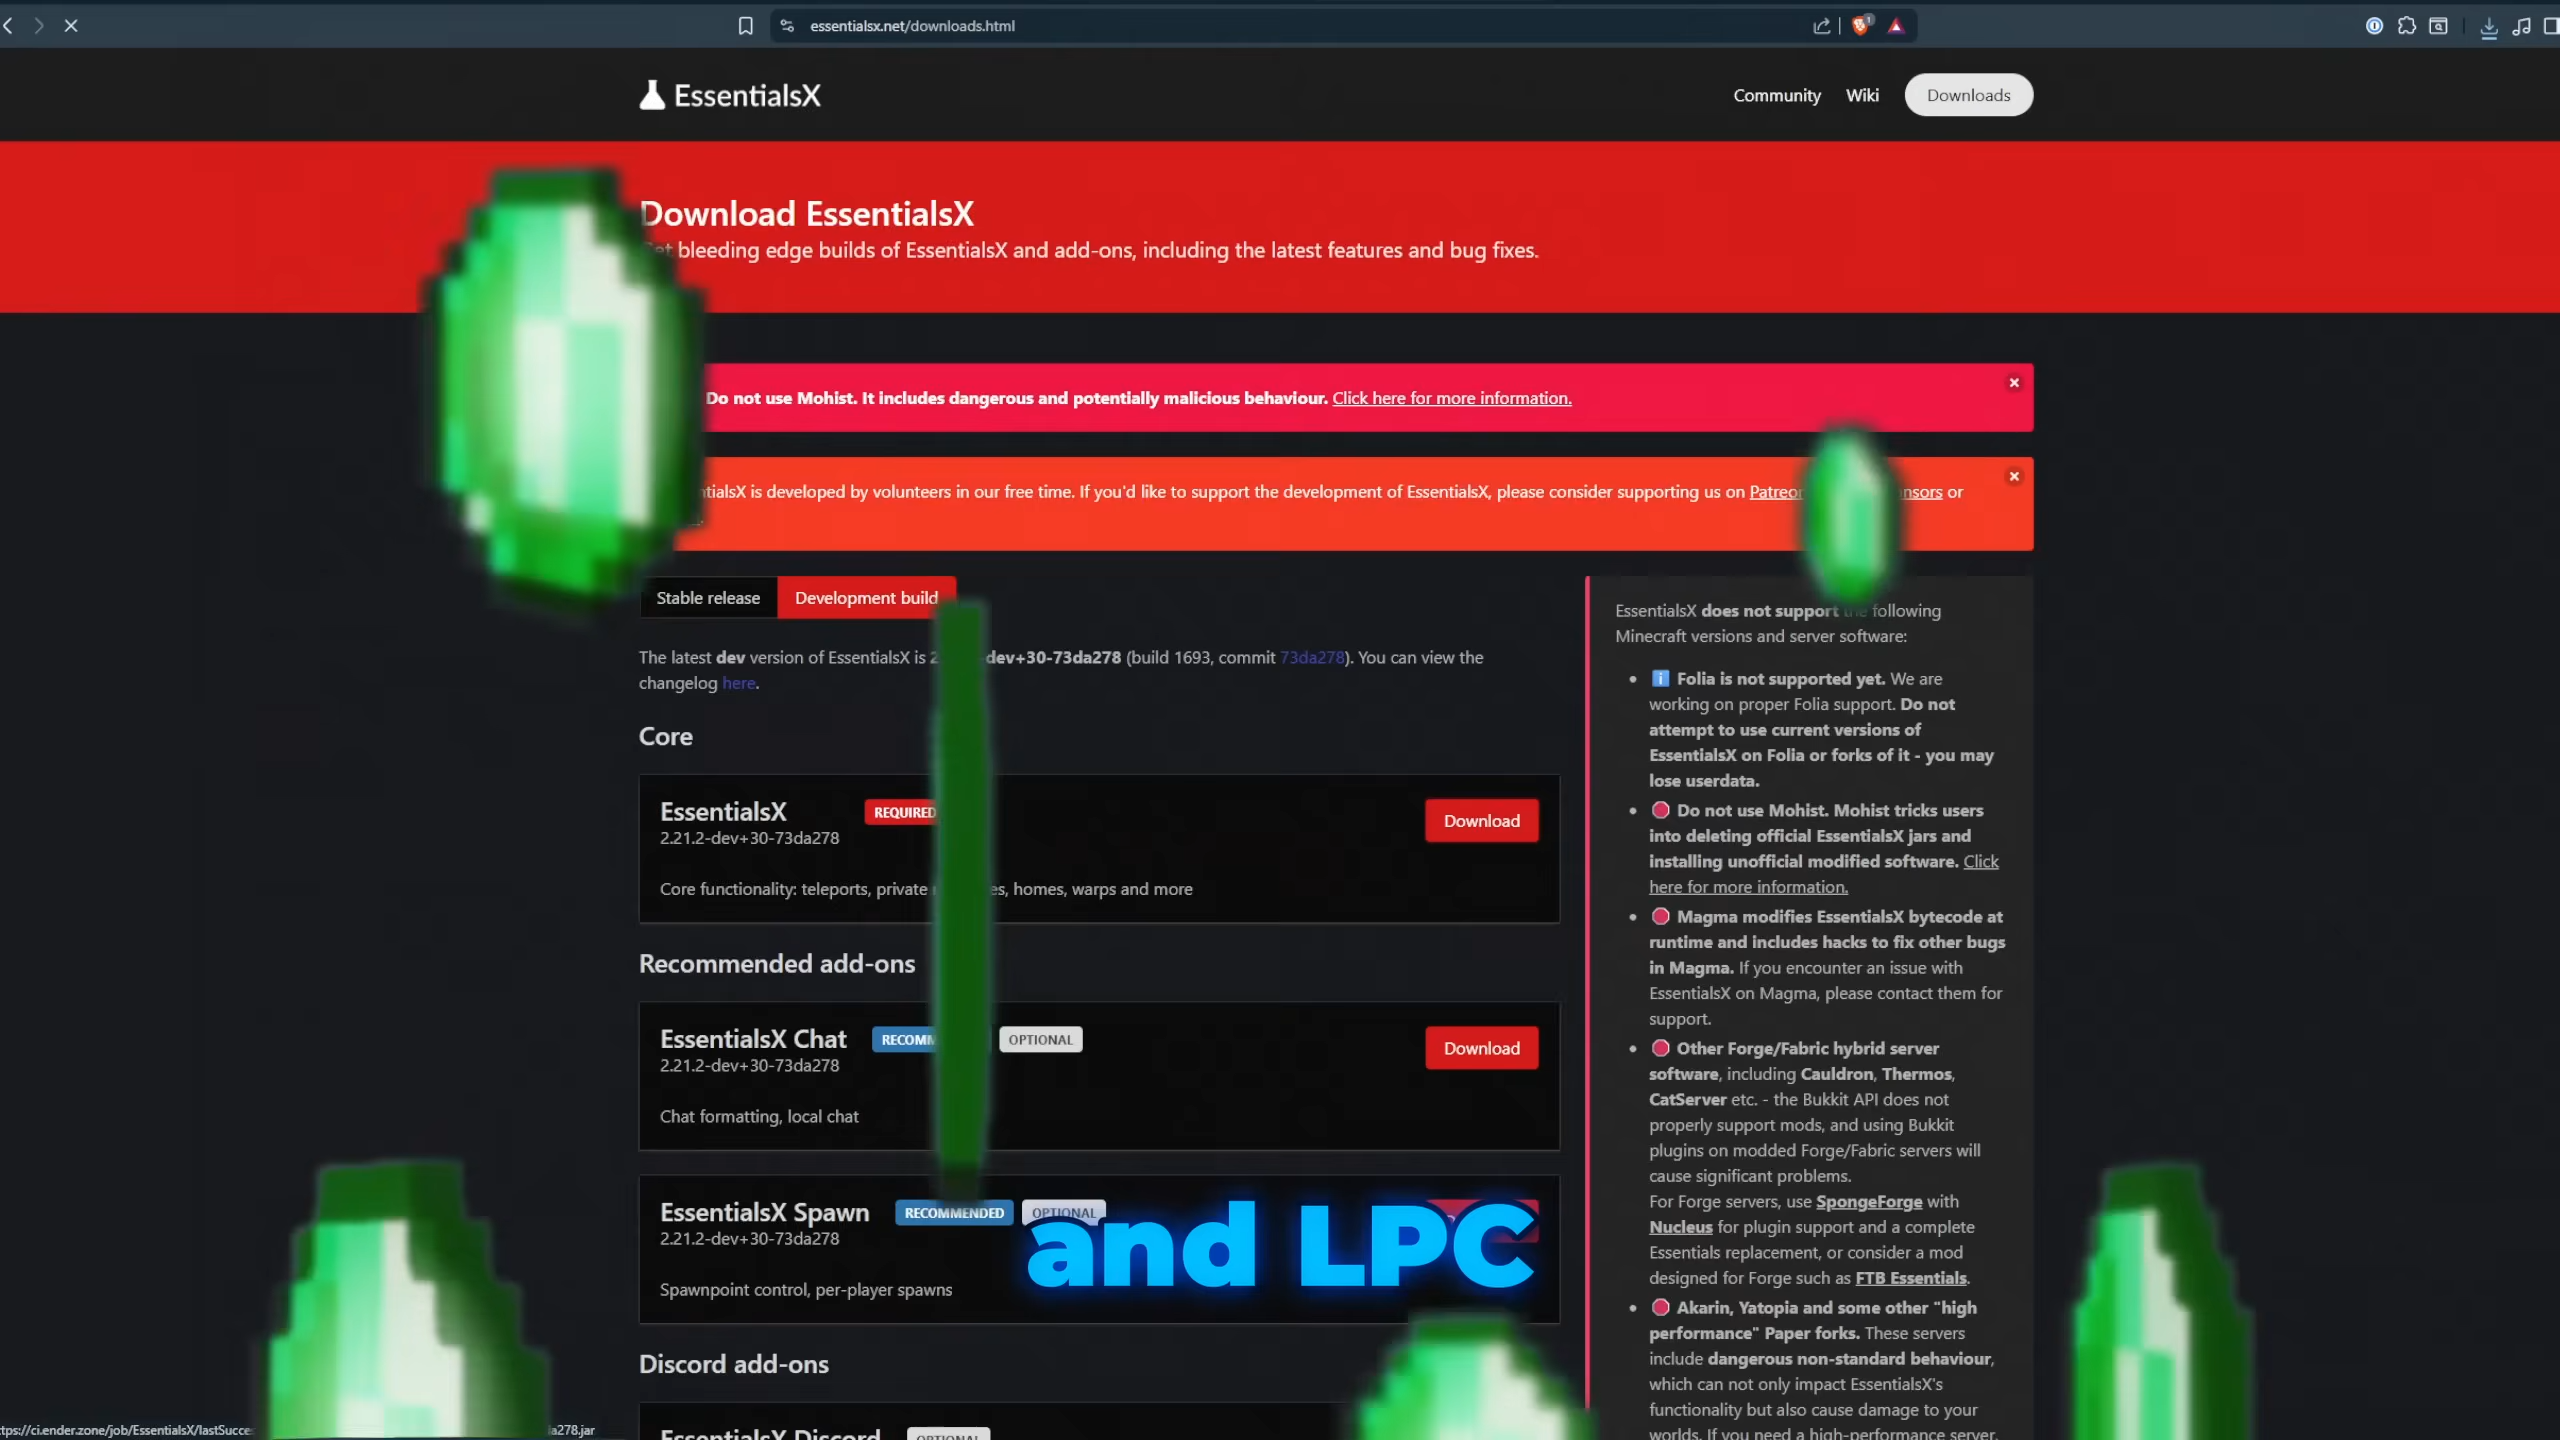 essentialsx.net/downloads.html
EssentialsX
Community
Wiki
Downloads
Download EssentialsX
bleeding edge builds of EssentialsX and add-ons, including the latest features and bug fixes.
Do not use Mohist. It includes dangerous and potentially malicious behaviour. Click here for more information.
is developed by volunteers in our free time. If you'd like to support the development of EssentialsX, please consider supporting us on or
Stable release
Development build
The latest dev version of EssentialsX is dev+30-73da278 (build 1693, commit 73da278). You can view the
changelog here.
Core
EssentialsX
REQUIRED
2.21.2-dev+30-73da278
Download
Core functionality: teleports, private homes, warps and more
Recommended add-ons
EssentialsX Chat
OPTIONAL
2.21.2-dev+30-73da278
Download
Chat formatting, local chat
EssentialsX Spawn
RECOMMENDED
OPTIONAL
2.21.2-dev+30-73da278
and LPC
Spawnpoint control, per-player spawns
Discord add-ons
EssentialsX Discord
OPTIONAL
EssentialsX does not support the following
Minecraft versions and server software:
• ℹ️ Folia is not supported yet. We are
working on proper Folia support. Do not
attempt to use current versions of
EssentialsX on Folia or forks of it - you may
lose userdata.
• Do not use Mohist. Mohist tricks users
into deleting official EssentialsX jars and
installing unofficial modified software. Click
here for more information.
• Magma modifies EssentialsX bytecode at
runtime and includes hacks to fix other bugs
in Magma. If you encounter an issue with
EssentialsX on Magma, please contact them for
support.
• Other Forge/Fabric hybrid server
software, including Cauldron, Thermos,
CatServer etc. - the Bukkit API does not
properly support mods, and using Bukkit
plugins on modded Forge/Fabric servers will
cause significant problems.
For Forge servers, use SpongeForge with
Nucleus for plugin support and a complete
Essentials replacement, or consider a mod
designed for Forge such as FTB Essentials.
• Akarin, Yatopia and some other "high
performance" Paper forks. These servers
include dangerous non-standard behaviour,
which can not only impact EssentialsX's
functionality but also cause damage to your
worlds. If you need a high-performance server,